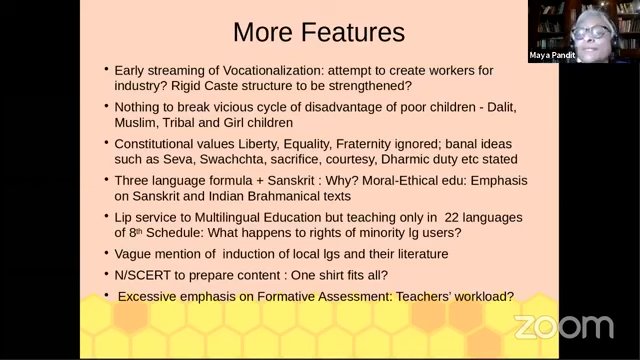 More Features
Maya Pandit
• Early streaming of Vocationalization: attempt to create workers for
industry? Rigid Caste structure to be strengthened?
• Nothing to break vicious cycle of disadvantage of poor children - Dalit,
Muslim, Tribal and Girl children
• Constitutional values Liberty, Equality, Fraternity ignored; banal ideas
such as Seva, Swachchta, sacrifice, courtesy, Dharmic duty etc stated
• Three language formula + Sanskrit : Why? Moral-Ethical edu: Emphasis
on Sanskrit and Indian Brahmanical texts
• Lip service to Multilingual Education but teaching only in 22 languages
of 8th Schedule: What happens to rights of minority lg users?
• Vague mention of induction of local lgs and their literature
• N/SCERT to prepare content : One shirt fits all?
• Excessive emphasis on Formative Assessment: Teachers' workload?
zoom